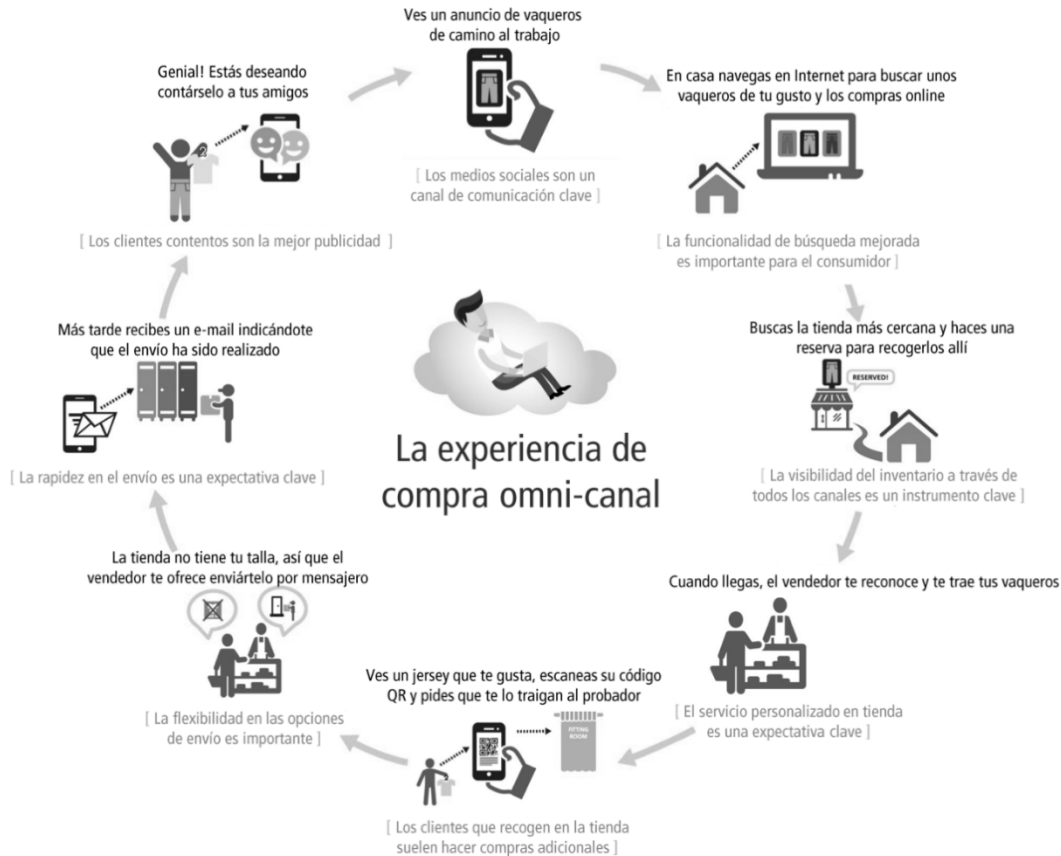 Ves un anuncio de vaqueros
de camino al trabajo
[ Los medios sociales son un
canal de comunicación clave ]
En casa navegas en Internet para buscar unos
vaqueros de tu gusto y los compras online
[ La funcionalidad de búsqueda mejorada
es importante para el consumidor ]
Buscas la tienda más cercana y haces una
reserva para recogerlos allí
RESERVED!
[ La visibilidad del inventario a través de
todos los canales es un instrumento clave ]
Cuando llegas, el vendedor te reconoce y te trae tus vaqueros
[ El servicio personalizado en tienda
es una expectativa clave ]
Ves un jersey que te gusta, escaneas su código
QR y pides que te lo traigan al probador
FITTING
ROOM
[ Los clientes que recogen en la tienda
suelen hacer compras adicionales ]
La tienda no tiene tu talla, así que el
vendedor te ofrece enviártelo por mensajero
[ La flexibilidad en las opciones
de envío es importante ]
Más tarde recibes un e-mail indicándote
que el envío ha sido realizado
[ La rapidez en el envío es una expectativa clave ]
Genial! Estás deseando
contárselo a tus amigos
[ Los clientes contentos son la mejor publicidad ]
La experiencia de
compra omni-canal